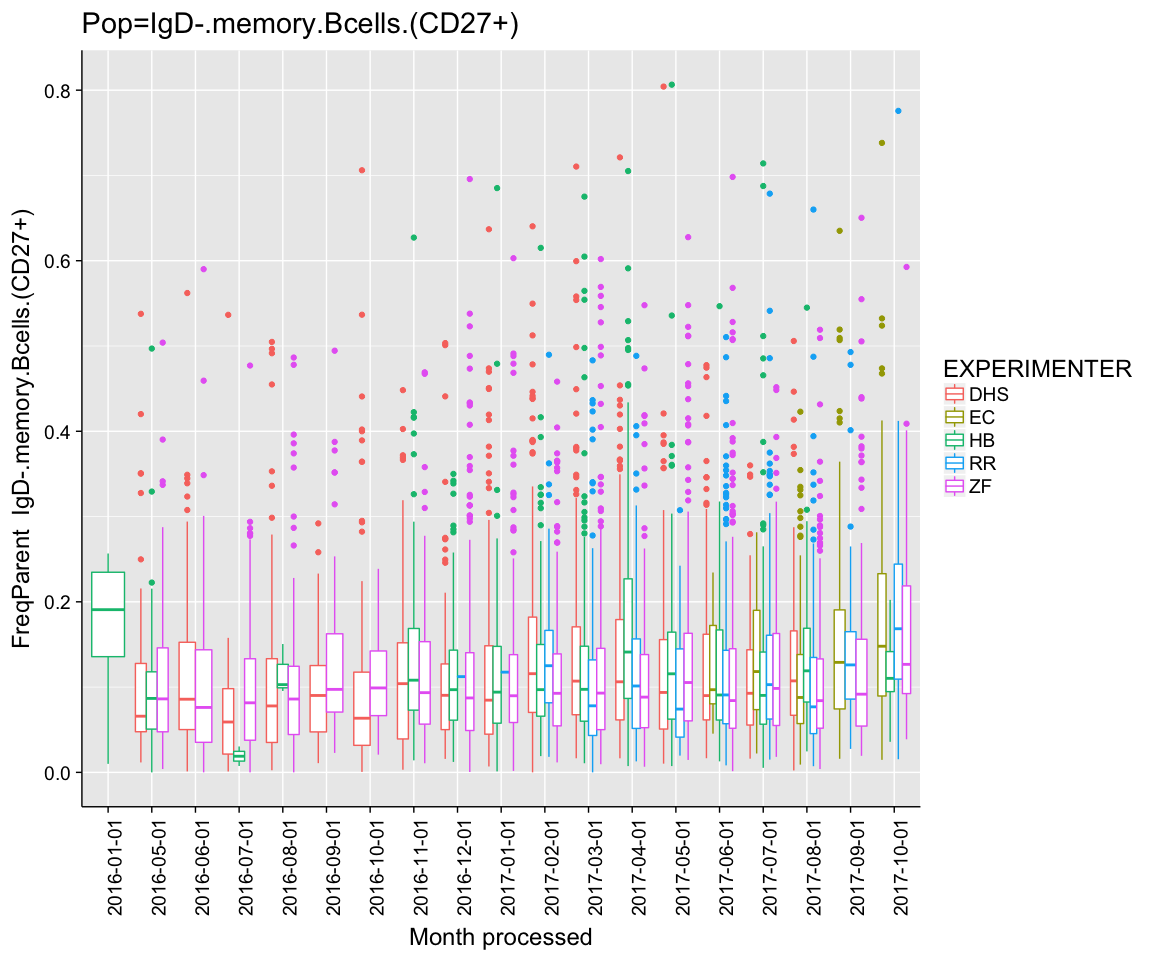 Pop=IgD-.memory.Bcells.(CD27+)
FreqParent  IgD-.memory.Bcells.(CD27+)
0.8
0.6
0.4
0.2
0.0
2016-01-01
2016-05-01
2016-06-01
2016-07-01
2016-08-01
2016-09-01
2016-10-01
2016-11-01
2016-12-01
2017-01-01
2017-02-01
2017-03-01
2017-04-01
2017-05-01
2017-06-01
2017-07-01
2017-08-01
2017-09-01
2017-10-01
Month processed
EXPERIMENTER
DHS
EC
HB
RR
ZF